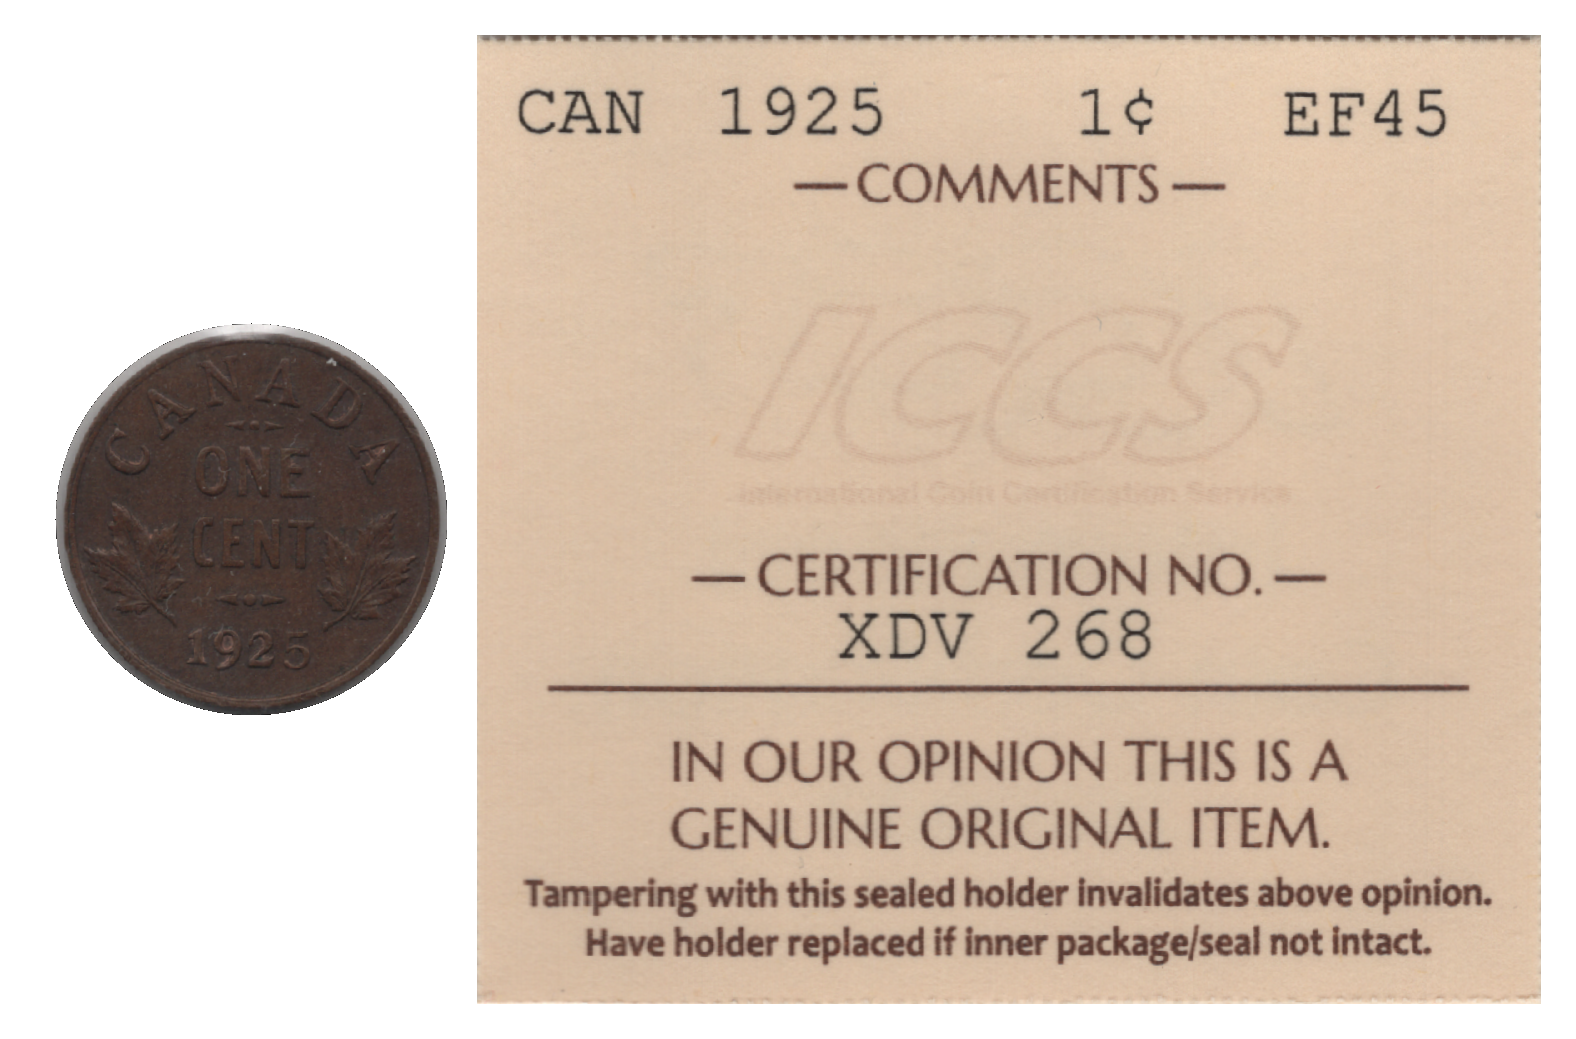 CANADA
ONE
CENT
1925
CAN 1925 1¢ EF45
— COMMENTS —
ICCS
International Coin Certification Service
— CERTIFICATION NO. —
XDV 268
IN OUR OPINION THIS IS A
GENUINE ORIGINAL ITEM.
Tampering with this sealed holder invalidates above opinion.
Have holder replaced if inner package/seal not intact.